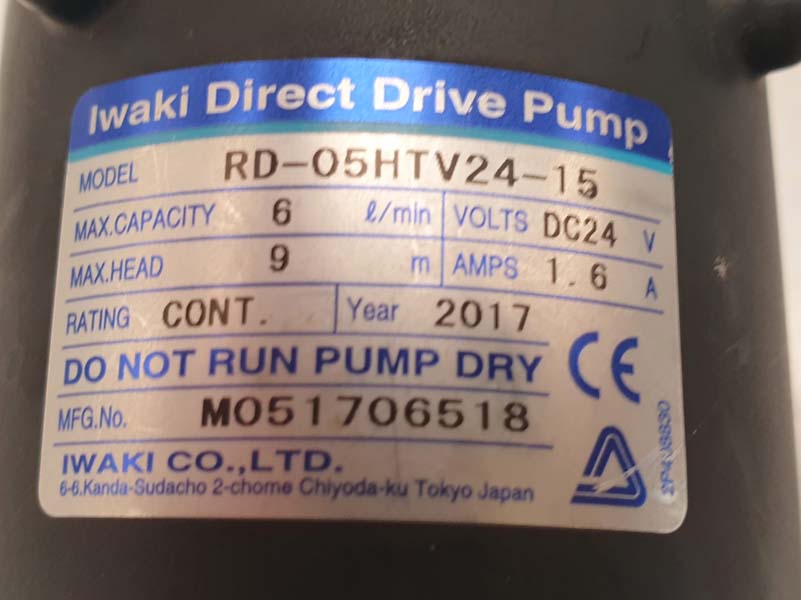 Iwaki Direct Drive Pump
MODEL RD-05HTV24-15
MAX.CAPACITY 6 ℓ/min VOLTS DC24 V
MAX.HEAD 9 m AMPS 1.6 A
RATING CONT. Year 2017
DO NOT RUN PUMP DRY CE
MFG.No. M051706518
IWAKI CO.,LTD.
6-6.Kanda-Sudacho 2-chome Chiyoda-ku Tokyo Japan